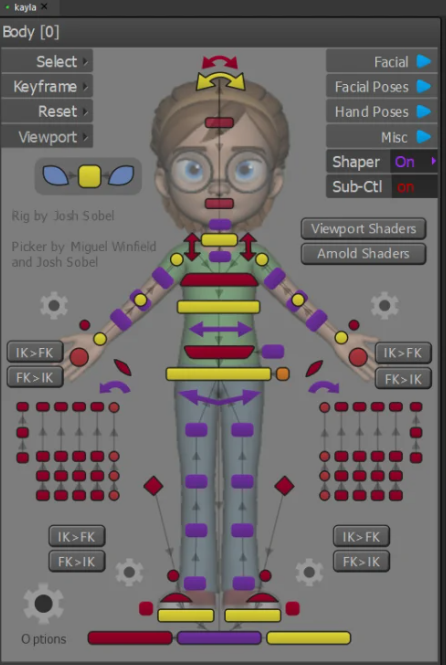 kayla ×
Body [0]
Select
Keyframe
Reset
Viewport
Facial
Facial Poses
Hand Poses
Misc
Shaper On
Sub-Ctl on
Rig by Josh Sobel
Picker by Miguel Winfield
and Josh Sobel
Viewport Shaders
Arnold Shaders
IK>FK
FK>IK
IK>FK
FK>IK
IK>FK
FK>IK
IK>FK
FK>IK
Options